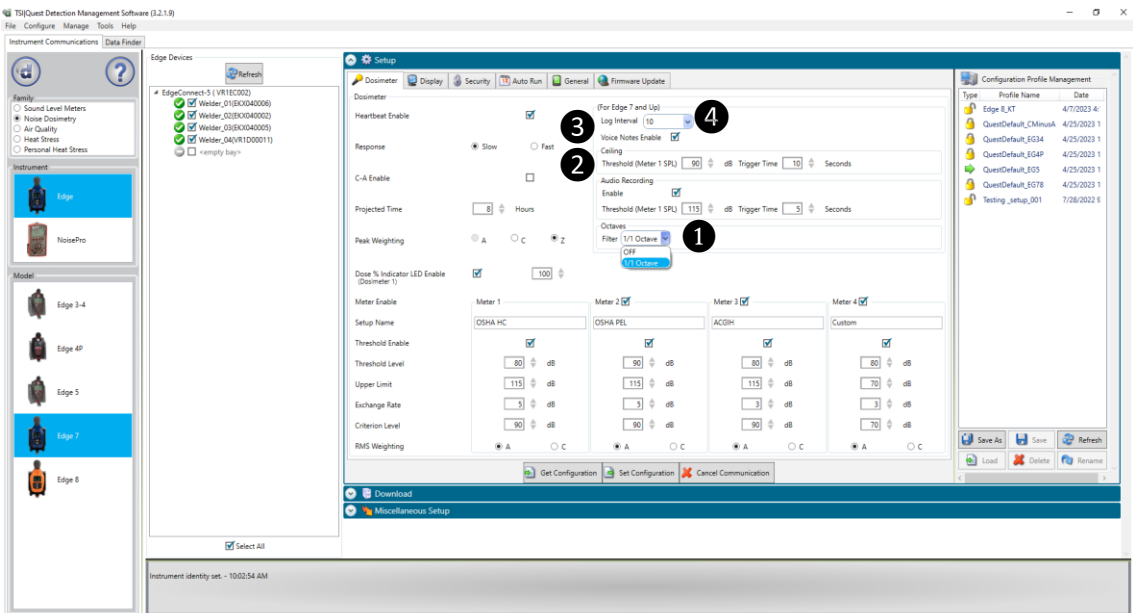 TSI|Quest Detection Management Software (3.2.1.9)
File Configure Manage Tools Help
Instrument Communications Data Finder
Family
Sound Level Meters
Noise Dosimetry
Air Quality
Heat Stress
Personal Heat Stress
Instrument
Edge
NoisePro
Model
Edge 3-4
Edge 4P
Edge 5
Edge 7
Edge 8
Edge Devices
Refresh
EdgeConnect-5 ( VR1EC002)
Welder_01(EKX040006)
Welder_02(EKX040002)
Welder_03(EKX040005)
Welder_04(VR1D00011)
<empty bay>
Select All
Setup
Dosimeter Display Security Auto Run General Firmware Update
Dosimeter
Heartbeat Enable
Response Slow Fast
C-A Enable
Projected Time 8 Hours
Peak Weighting A C Z
Dose % Indicator LED Enable 100
(Dosimeter 1)
(For Edge 7 and Up)
Log Interval 10
4
3
Voice Notes Enable
Ceiling
2
Threshold (Meter 1 SPL) 90 dB Trigger Time 10 Seconds
Audio Recording
Enable
Threshold (Meter 1 SPL) 115 dB Trigger Time 5 Seconds
Octaves
Filter 1/1 Octave
1
OFF
1/1 Octave
Meter Enable Meter 1 Meter 2 Meter 3 Meter 4
Setup Name OSHA HC OSHA PEL ACGIH Custom
Threshold Enable
Threshold Level 80 dB 90 dB 80 dB 80 dB
Upper Limit 115 dB 115 dB 115 dB 70 dB
Exchange Rate 5 dB 5 dB 3 dB 3 dB
Criterion Level 90 dB 90 dB 90 dB 70 dB
RMS Weighting A C A C A C A C
Get Configuration Set Configuration Cancel Communication
Download
Miscellaneous Setup
Configuration Profile Management
Type Profile Name Date
Edge 8_KT 4/7/2023 4:
QuestDefault_CMinusA 4/25/2023 1
QuestDefault_EG34 4/25/2023 1
QuestDefault_EG4P 4/25/2023 1
QuestDefault_EG5 4/25/2023 1
QuestDefault_EG78 4/25/2023 1
Testing _setup_001 7/28/2022
Save As Save Refresh
Load Delete Rename
Instrument identity set. - 10:02:54 AM